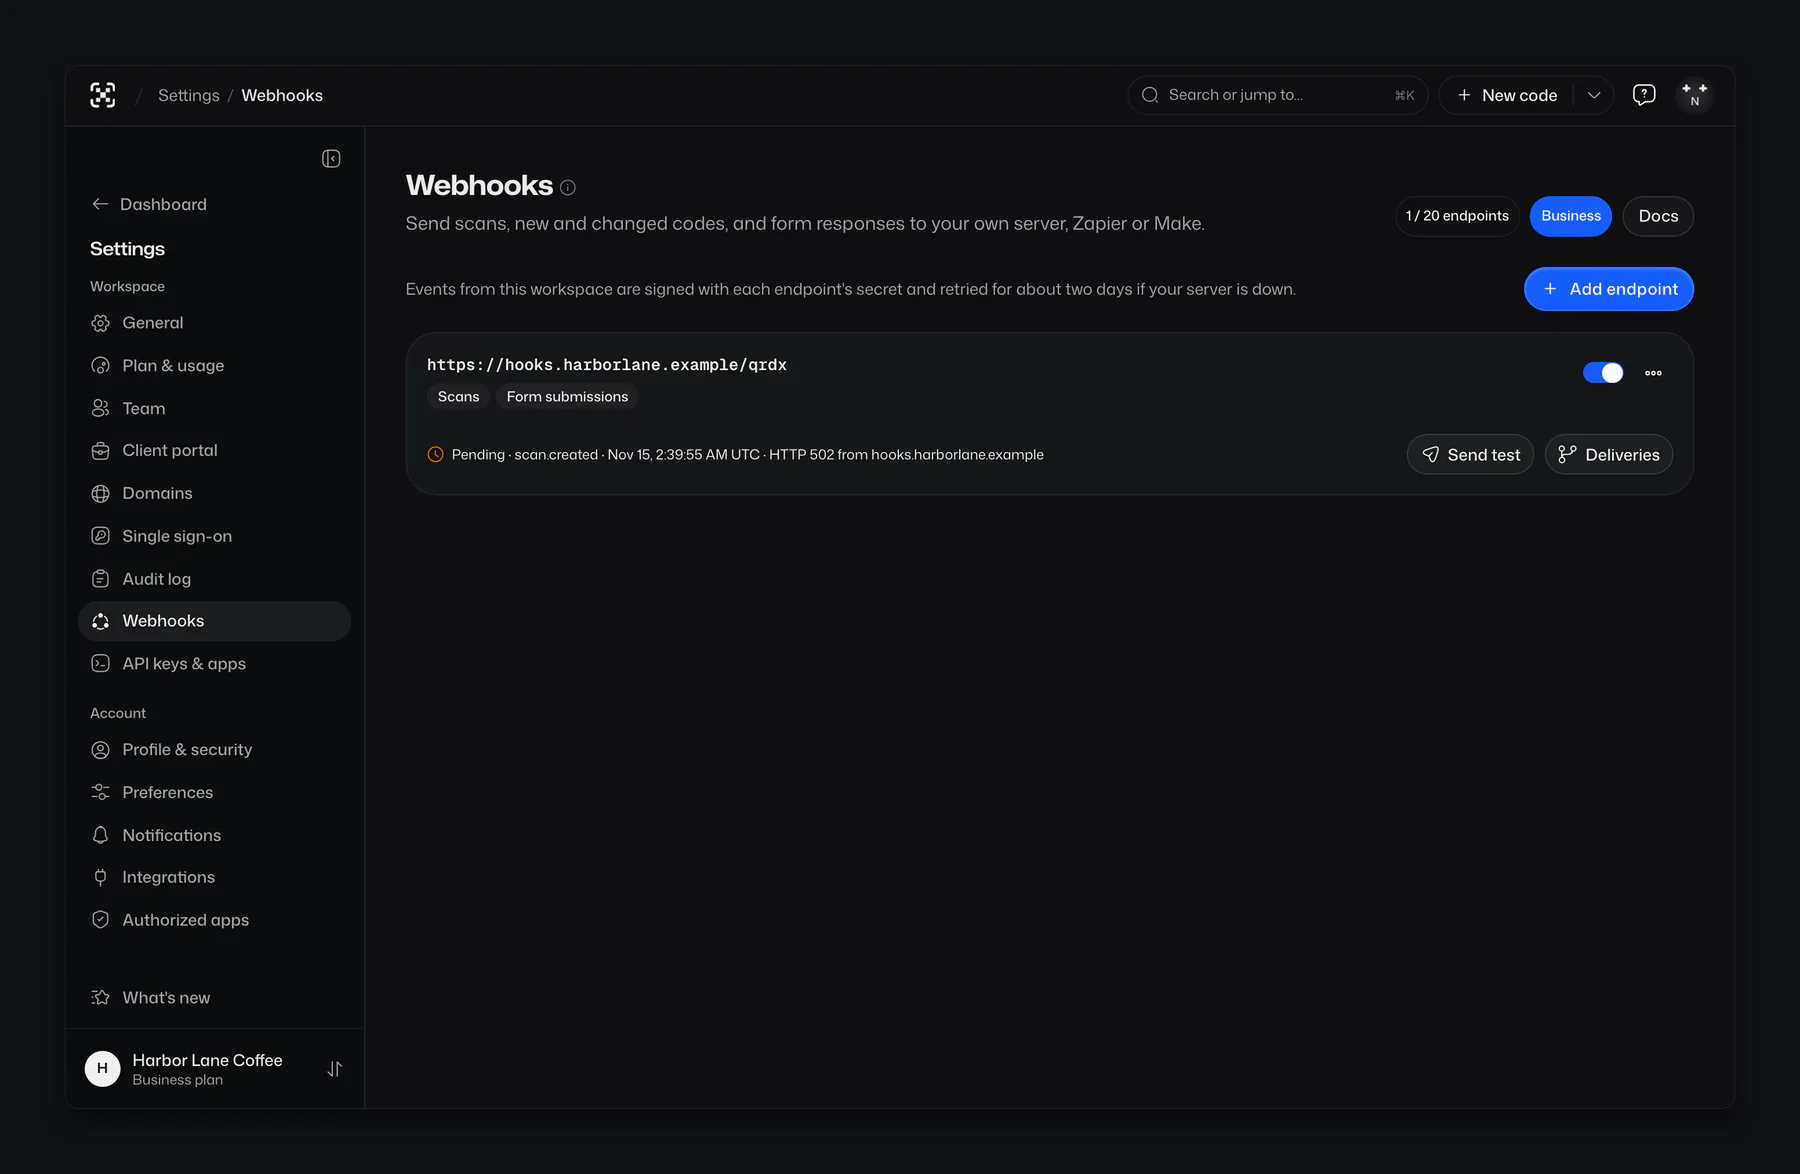 Settings / Webhooks
Search or jump to...
⌘K
New code
N
Dashboard
Settings
Workspace
General
Plan & usage
Team
Client portal
Domains
Single sign-on
Audit log
Webhooks
API keys & apps
Account
Profile & security
Preferences
Notifications
Integrations
Authorized apps
What's new
H
Harbor Lane Coffee
Business plan
Webhooks
Send scans, new and changed codes, and form responses to your own server, Zapier or Make.
1 / 20 endpoints
Business
Docs
Events from this workspace are signed with each endpoint's secret and retried for about two days if your server is down.
Add endpoint
https://hooks.harborlane.example/qrdx
Scans
Form submissions
Pending · scan.created · Nov 15, 2:39:55 AM UTC · HTTP 502 from hooks.harborlane.example
Send test
Deliveries